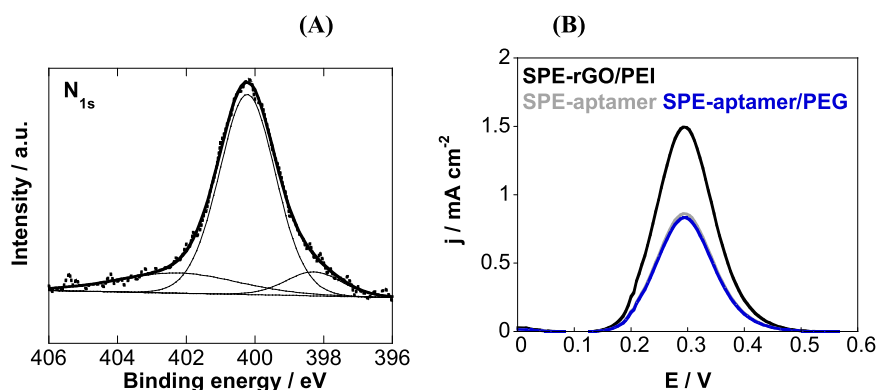 (A)
N1s
Intensity / a.u.
406 404 402 400 398 396
Binding energy / eV
(B)
SPE-rGO/PEI
SPE-aptamer SPE-aptamer/PEG
2
1.5
1
0.5
0
j / mA cm-2
0 0.1 0.2 0.3 0.4 0.5 0.6
E / V